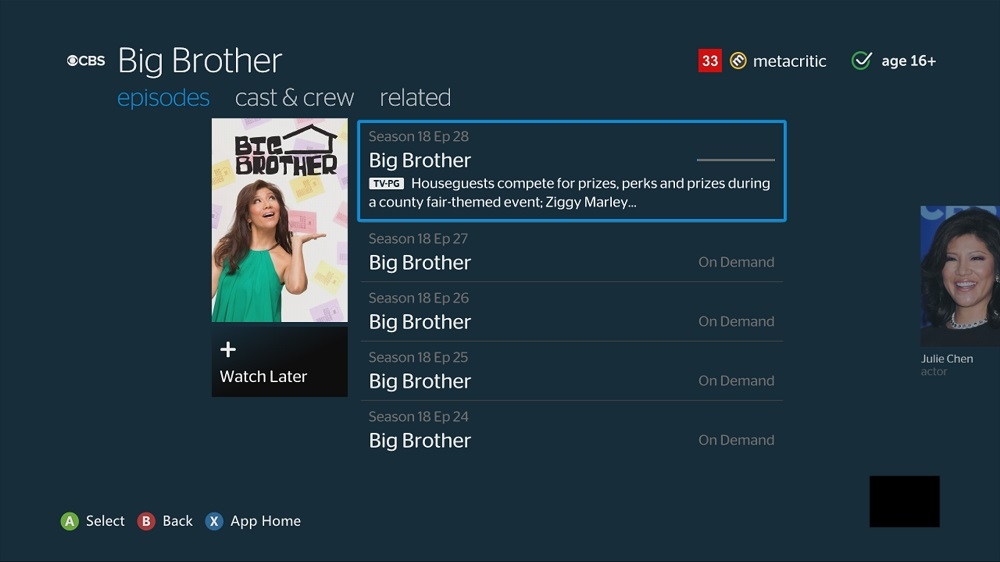 CBS Big Brother
33 metacritic age 16+
episodes cast & crew related
BIG
BROTHER
Season 18 Ep 28
Big Brother
TV-PG Houseguests compete for prizes, perks and prizes during
a county fair-themed event; Ziggy Marley...
Season 18 Ep 27
Big Brother On Demand
Season 18 Ep 26
Big Brother On Demand
Season 18 Ep 25
Big Brother On Demand
Season 18 Ep 24
Big Brother On Demand
+
Watch Later
CBS
Julie Chen
actor
A Select B Back X App Home